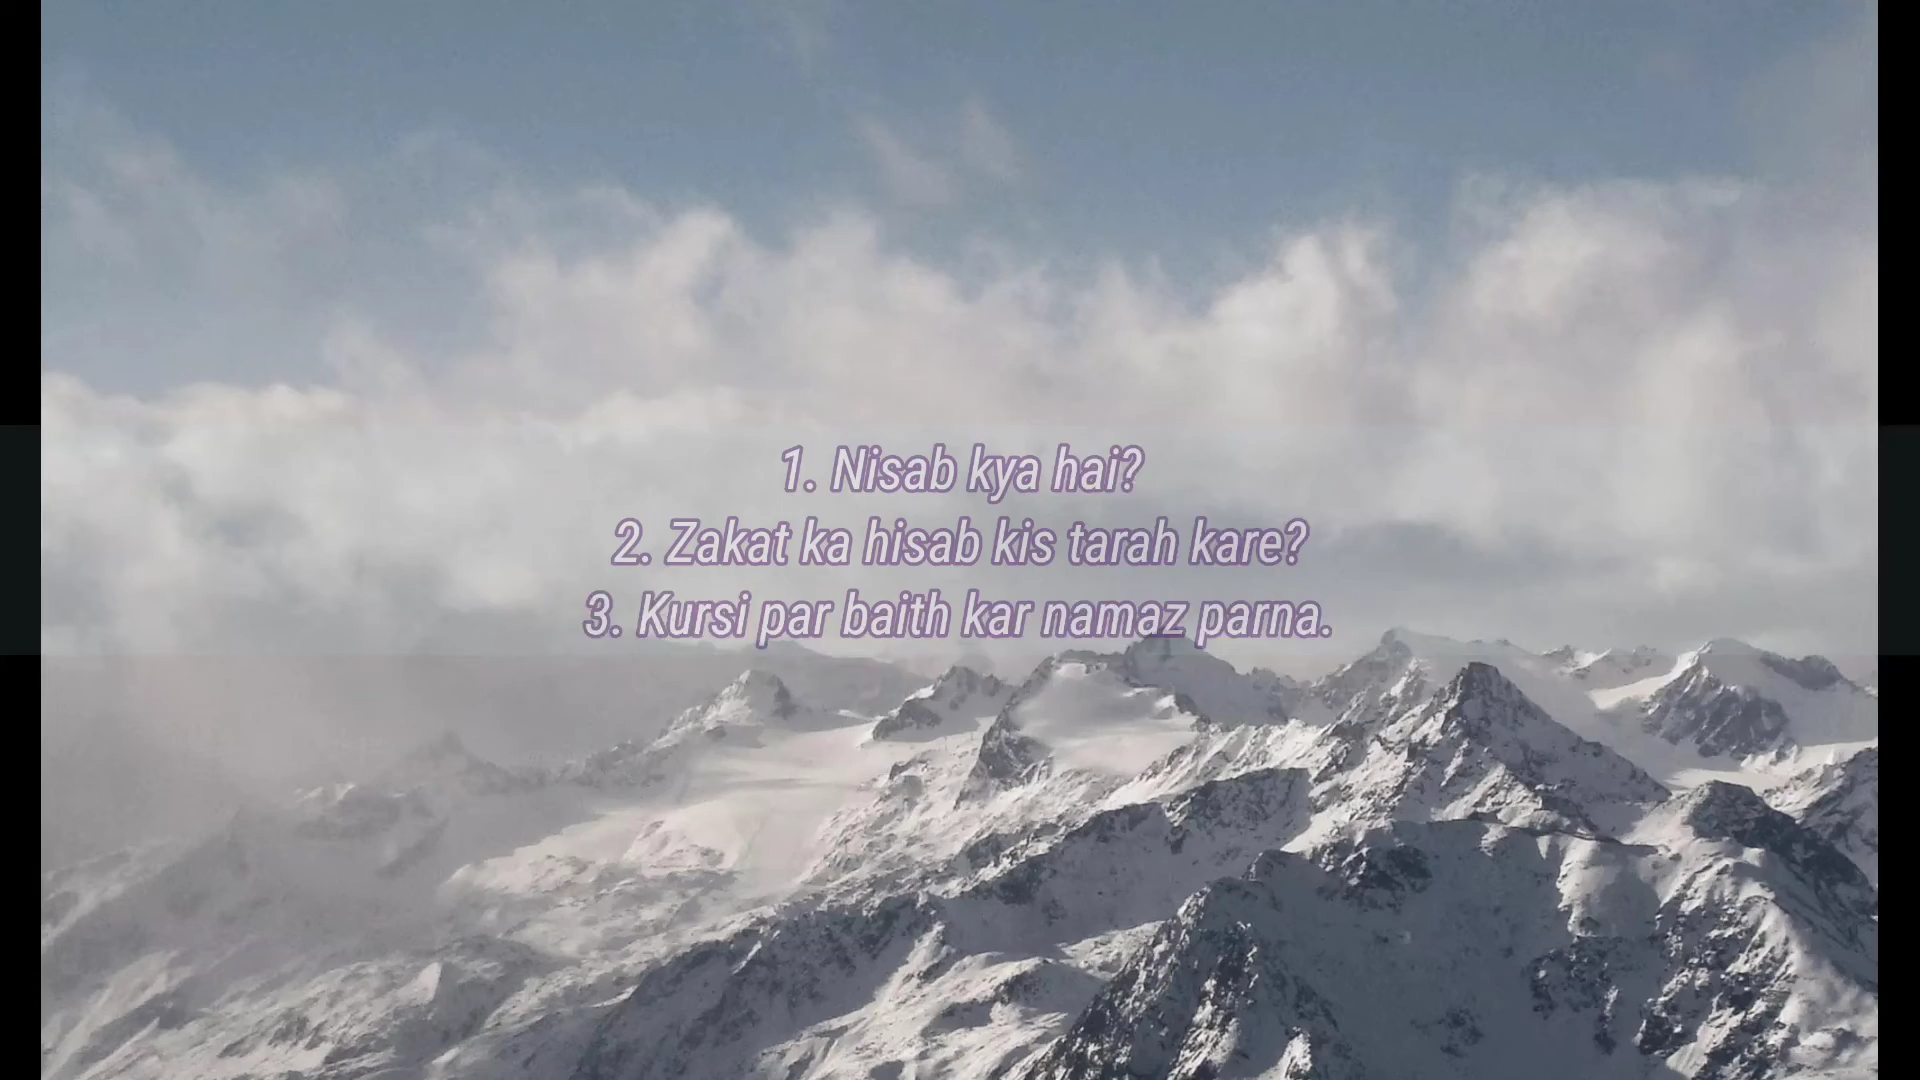 1. Nisab kya hai?
2. Zakat ka hisab kis tarah kare?
3. Kursi par baith kar namaz parna.